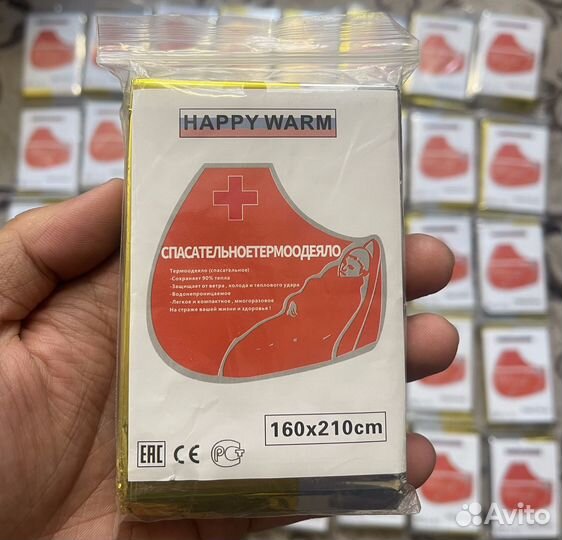 HAPPY WARM
СПАСАТЕЛЬНОЕТЕРМООДЕЯЛО
Термоодеяло (спасательное)
-Сохраняет 90% тепла
-Защищает от ветра, холода и теплового удара
-Водонепроницаемое
-Легкое и компактное, многоразовое
На страже вашей жизни и здоровья!
160x210cm
EAC CE РСТ
Avito